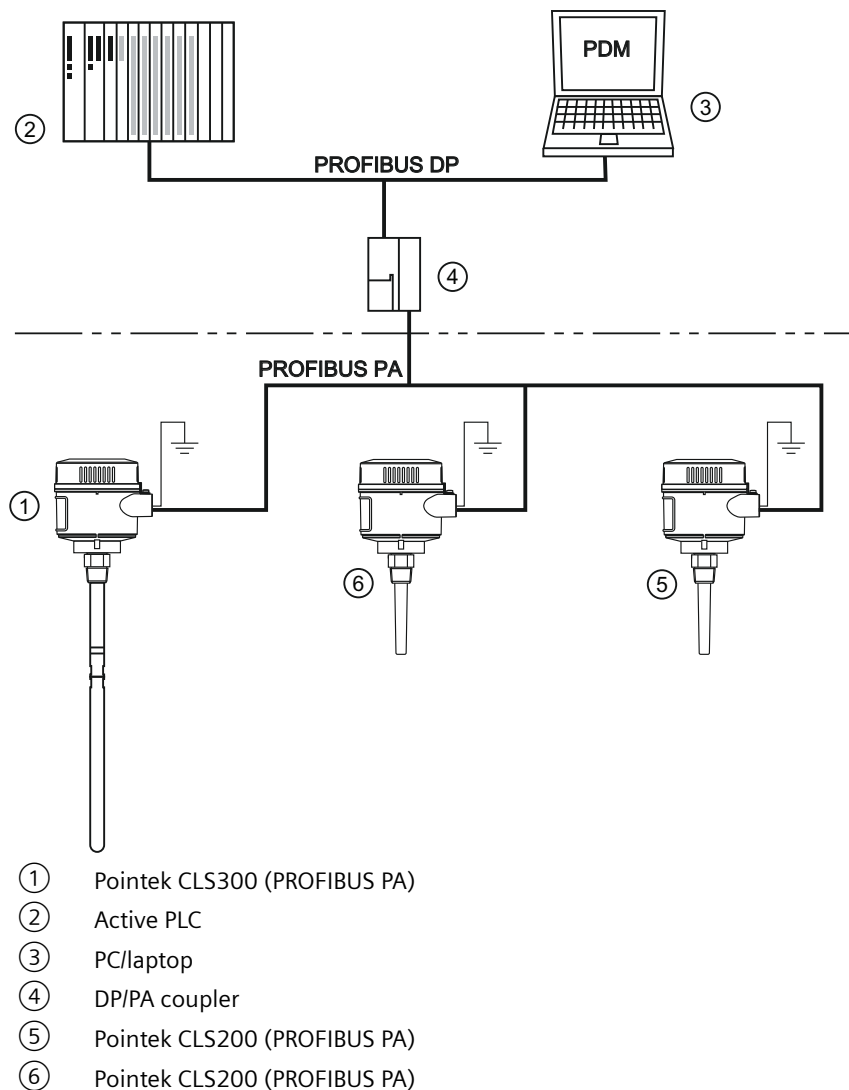 PDM
②
③
PROFIBUS DP
④
PROFIBUS PA
①
⑥
⑤
① Pointek CLS300 (PROFIBUS PA)
② Active PLC
③ PC/laptop
④ DP/PA coupler
⑤ Pointek CLS200 (PROFIBUS PA)
⑥ Pointek CLS200 (PROFIBUS PA)